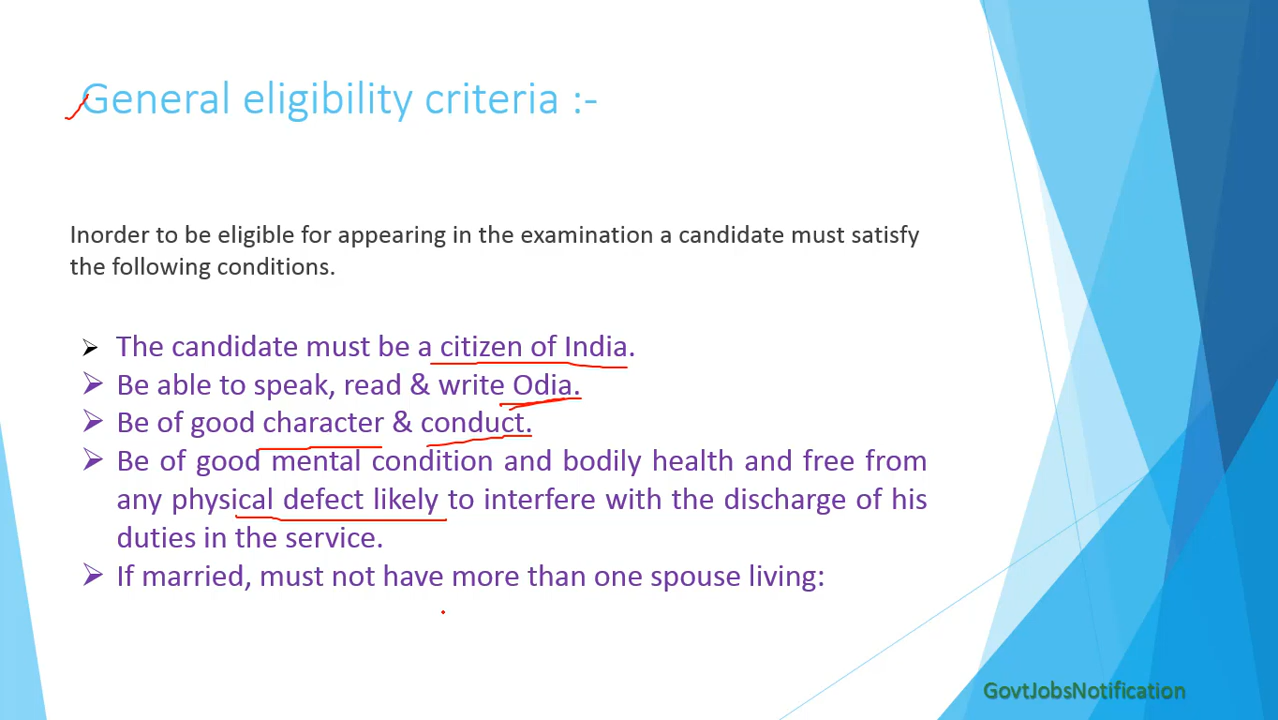 General eligibility criteria :-
Inorder to be eligible for appearing in the examination a candidate must satisfy
the following conditions.
The candidate must be a citizen of India.
Be able to speak, read & write Odia.
Be of good character & conduct.
Be of good mental condition and bodily health and free from
any physical defect likely to interfere with the discharge of his
duties in the service.
If married, must not have more than one spouse living:
GovtJobsNotification